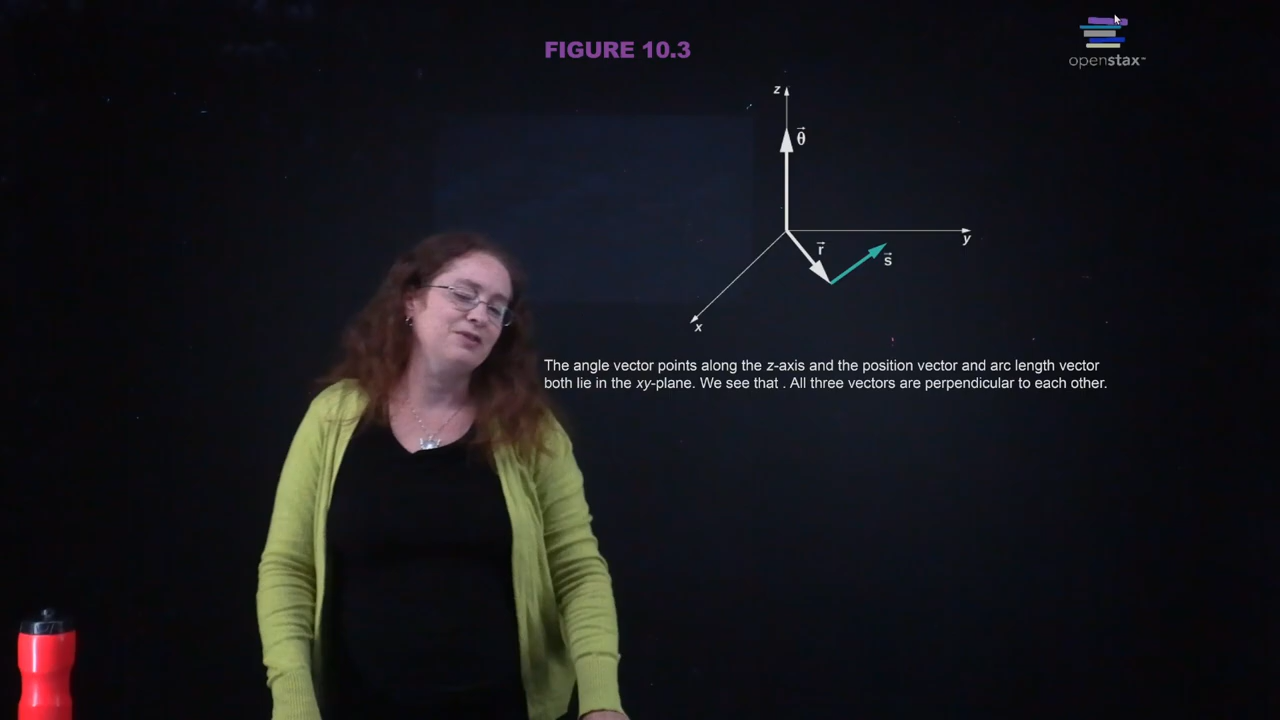 FIGURE 10.3
openstax™
z
θ
r
s
y
x
The angle vector points along the z-axis and the position vector and arc length vector
both lie in the xy-plane. We see that . All three vectors are perpendicular to each other.